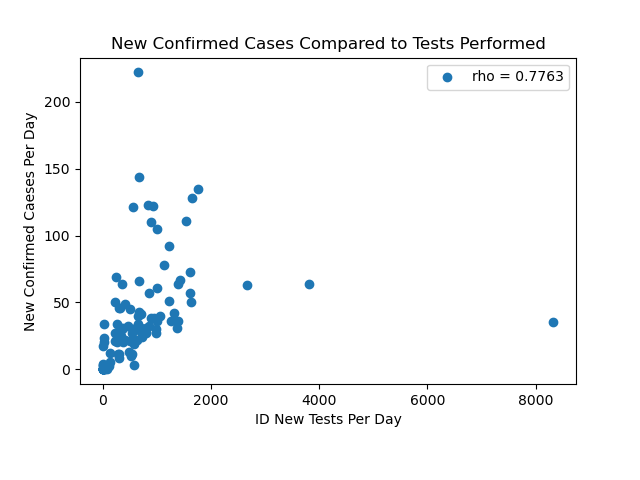 New Confirmed Cases Compared to Tests Performed
rho = 0.7763
New Confirmed Caeses Per Day
200
150
100
50
0
0 2000 4000 6000 8000
ID New Tests Per Day